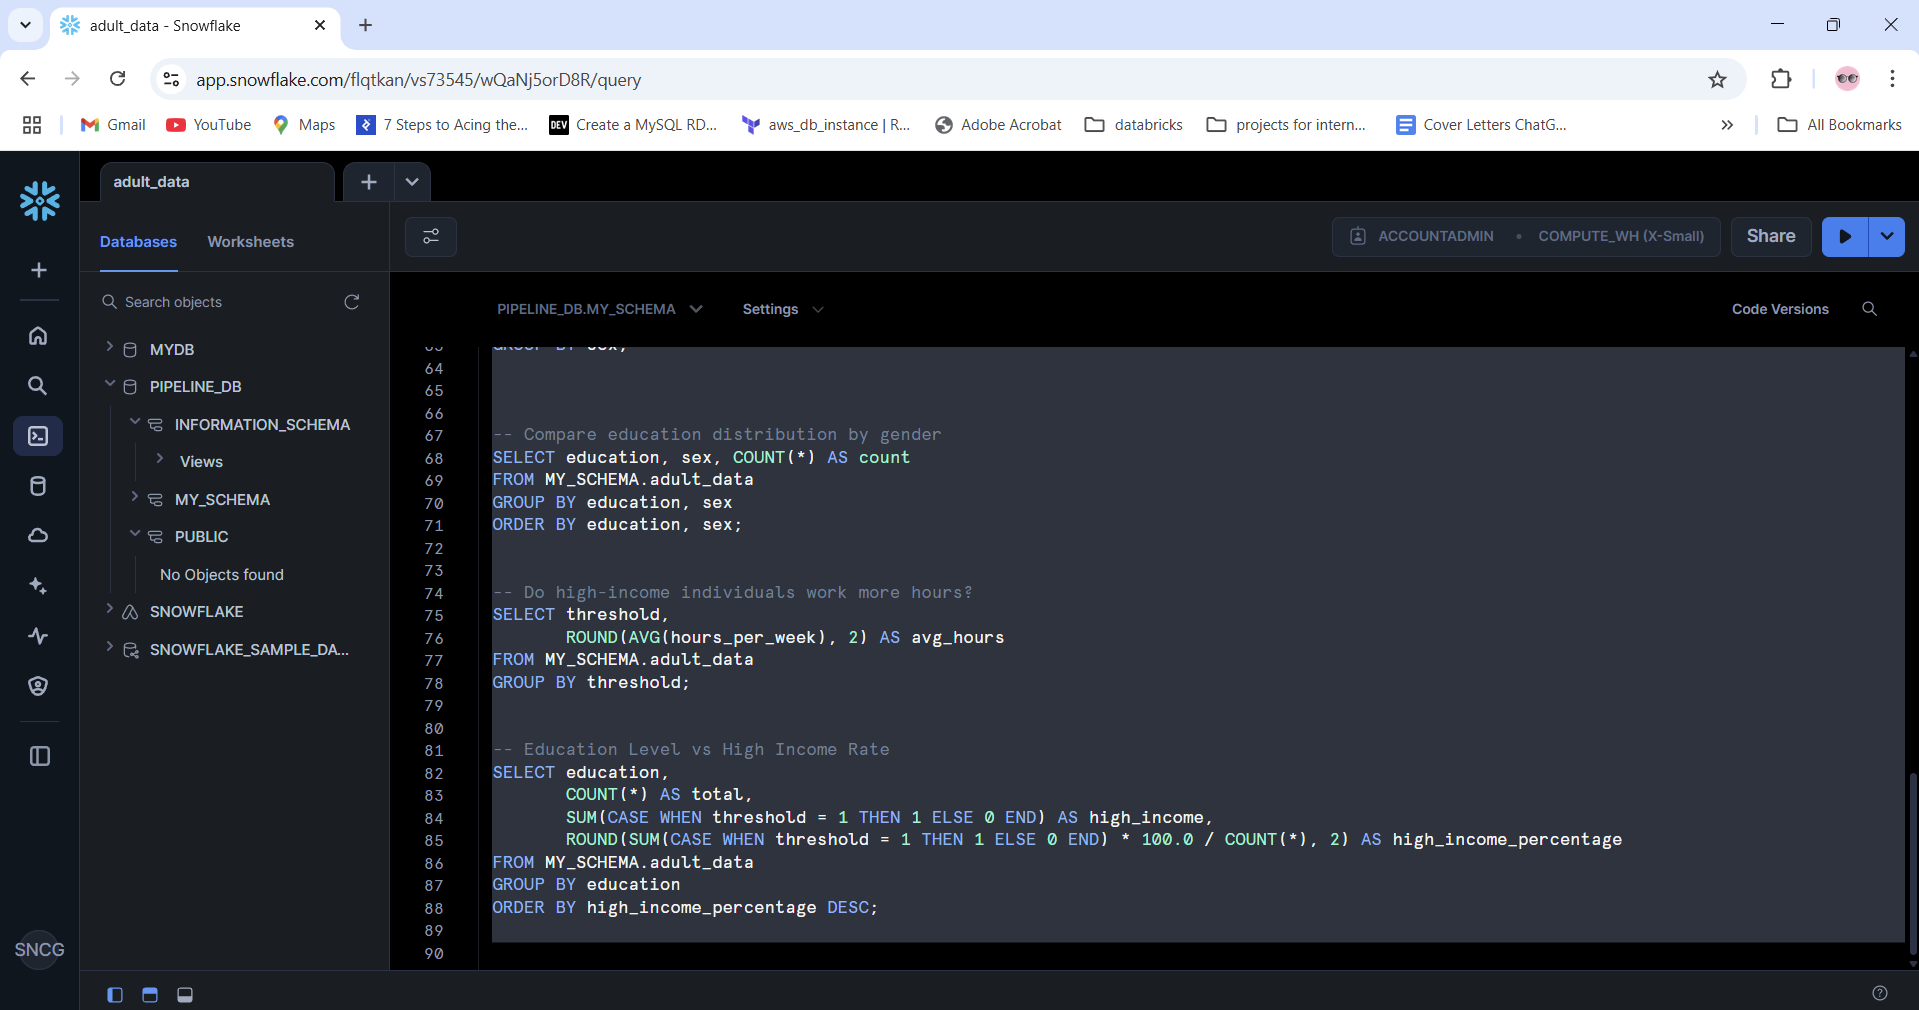 adult_data - Snowflake
app.snowflake.com/flqtkan/vs73545/wQaNj5orD8R/query
Gmail
YouTube
Maps
7 Steps to Acing the...
DEV
Create a MySQL RD...
aws_db_instance | R...
Adobe Acrobat
databricks
projects for intern...
Cover Letters ChatG...
All Bookmarks
adult_data
Databases
Worksheets
ACCOUNTADMIN • COMPUTE_WH (X-Small)
Share
Search objects
PIPELINE_DB.MY_SCHEMA
Settings
Code Versions
MYDB
PIPELINE_DB
INFORMATION_SCHEMA
Views
MY_SCHEMA
PUBLIC
No Objects found
SNOWFLAKE
SNOWFLAKE_SAMPLE_DA...
SNCG
63 GROUP BY sex;
64
65
66
67 -- Compare education distribution by gender
68 SELECT education, sex, COUNT(*) AS count
69 FROM MY_SCHEMA.adult_data
70 GROUP BY education, sex
71 ORDER BY education, sex;
72
73
74 -- Do high-income individuals work more hours?
75 SELECT threshold,
76 ROUND(AVG(hours_per_week), 2) AS avg_hours
77 FROM MY_SCHEMA.adult_data
78 GROUP BY threshold;
79
80
81 -- Education Level vs High Income Rate
82 SELECT education,
83 COUNT(*) AS total,
84 SUM(CASE WHEN threshold = 1 THEN 1 ELSE 0 END) AS high_income,
85 ROUND(SUM(CASE WHEN threshold = 1 THEN 1 ELSE 0 END) * 100.0 / COUNT(*), 2) AS high_income_percentage
86 FROM MY_SCHEMA.adult_data
87 GROUP BY education
88 ORDER BY high_income_percentage DESC;
89
90